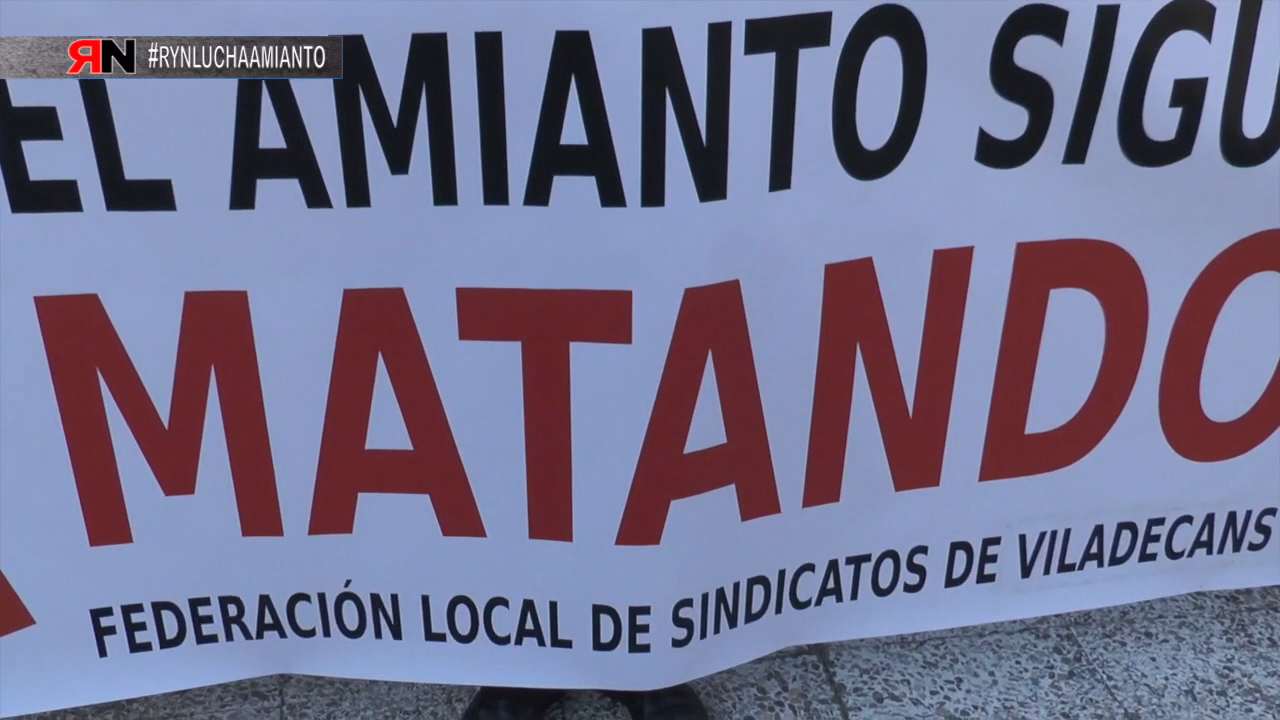 RN #RYNLUCHAAMIANTO
EL AMIANTO SIGU
MATANDO
FEDERACIÓN LOCAL DE SINDICATOS DE VILADECANS